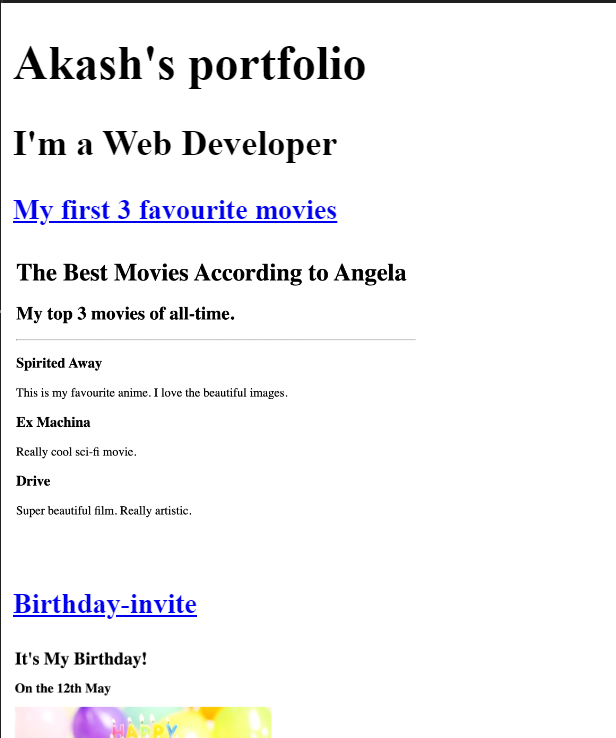 Akash's portfolio
I'm a Web Developer
My first 3 favourite movies
The Best Movies According to Angela
My top 3 movies of all-time.
Spirited Away
This is my favourite anime. I love the beautiful images.
Ex Machina
Really cool sci-fi movie.
Drive
Super beautiful film. Really artistic.
Birthday-invite
It's My Birthday!
On the 12th May
HAPPY